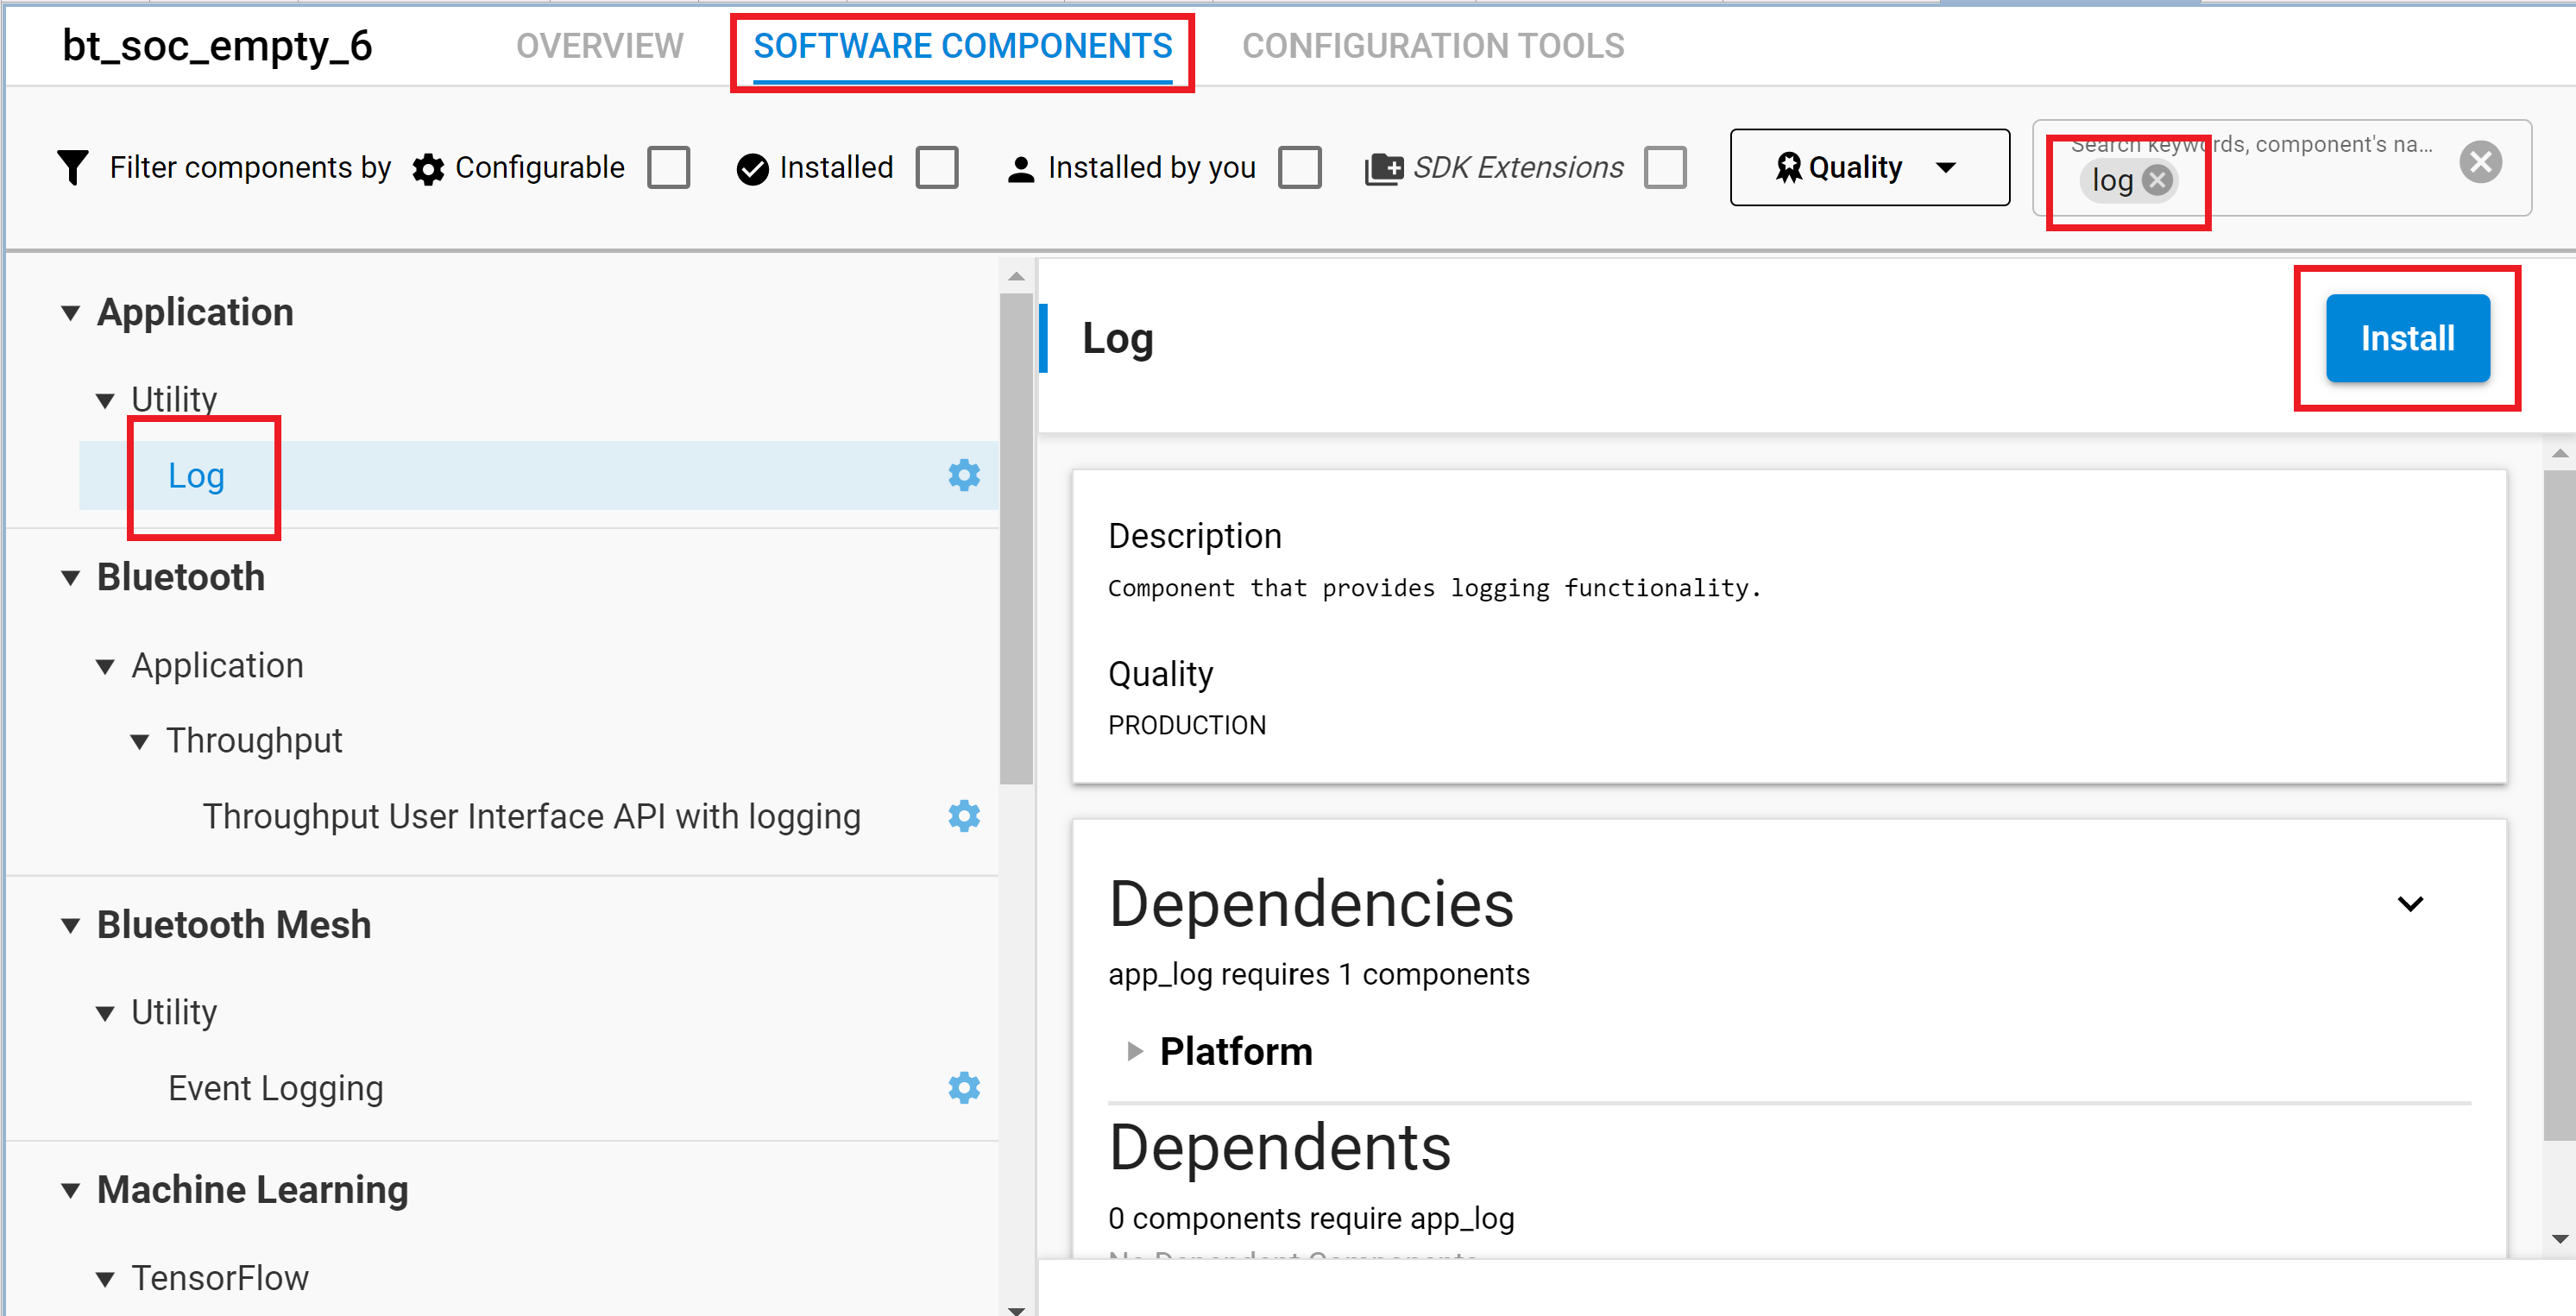 bt_soc_empty_6 OVERVIEW SOFTWARE COMPONENTS CONFIGURATION TOOLS
Filter components by Configurable Installed Installed by you SDK Extensions Quality
Search keywords, component's na...
log
Application
Utility
Log
Bluetooth
Application
Throughput
Throughput User Interface API with logging
Bluetooth Mesh
Utility
Event Logging
Machine Learning
TensorFlow
Log
Install
Description
Component that provides logging functionality.
Quality
PRODUCTION
Dependencies
app_log requires 1 components
Platform
Dependents
0 components require app_log
No Dependent Components